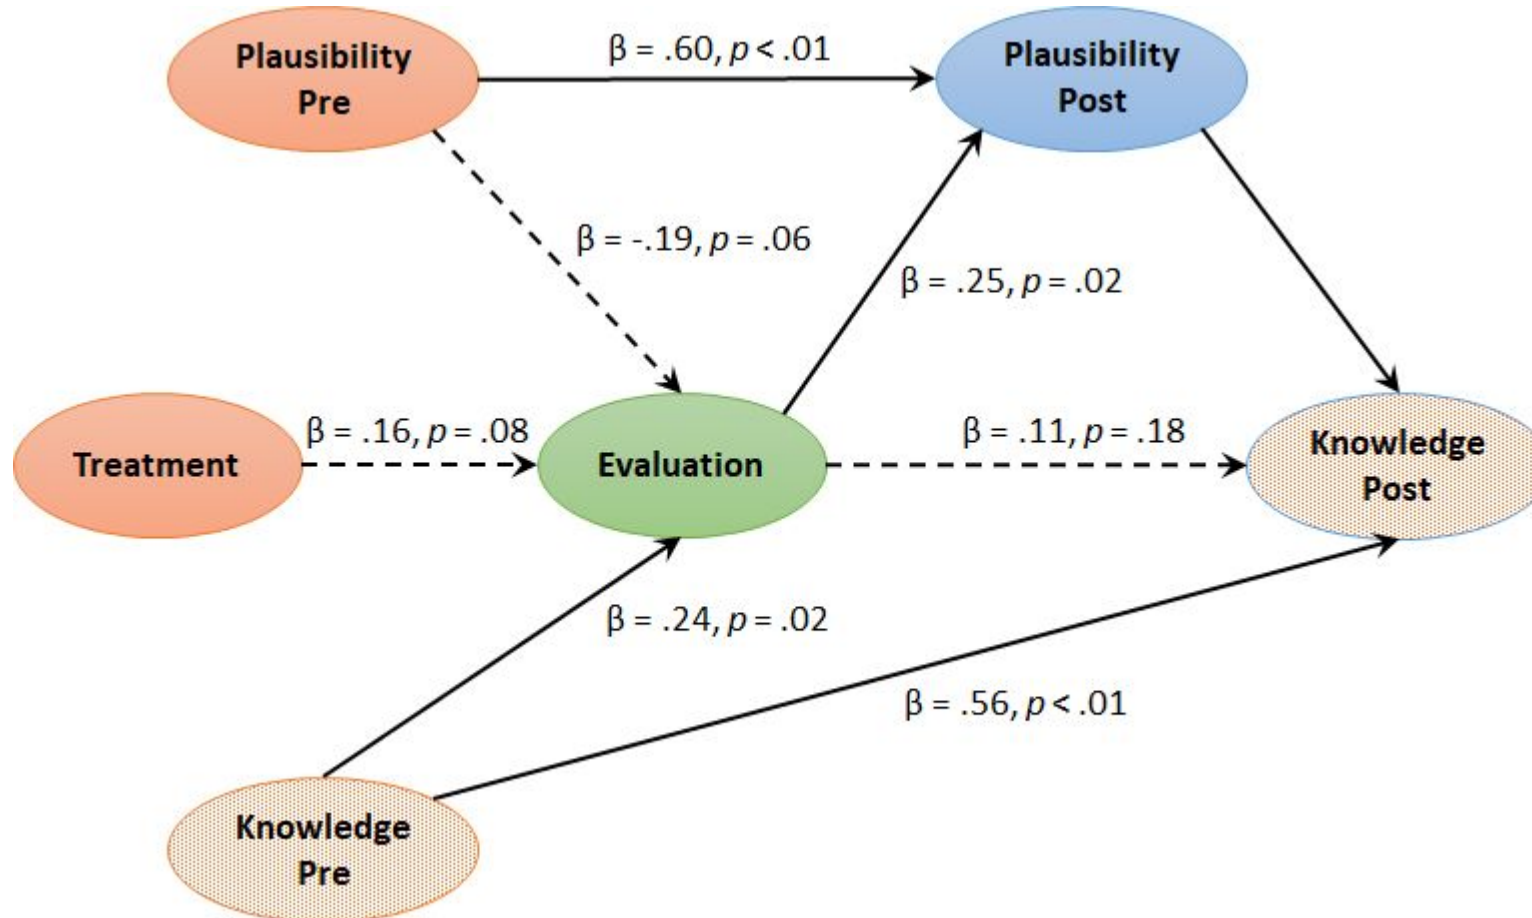 Plausibility
Pre
β = .60, p < .01
Plausibility
Post
β = -.19, p = .06
β = .25, p = .02
Treatment
β = .16, p = .08
Evaluation
β = .11, p = .18
Knowledge
Post
β = .24, p = .02
β = .56, p < .01
Knowledge
Pre